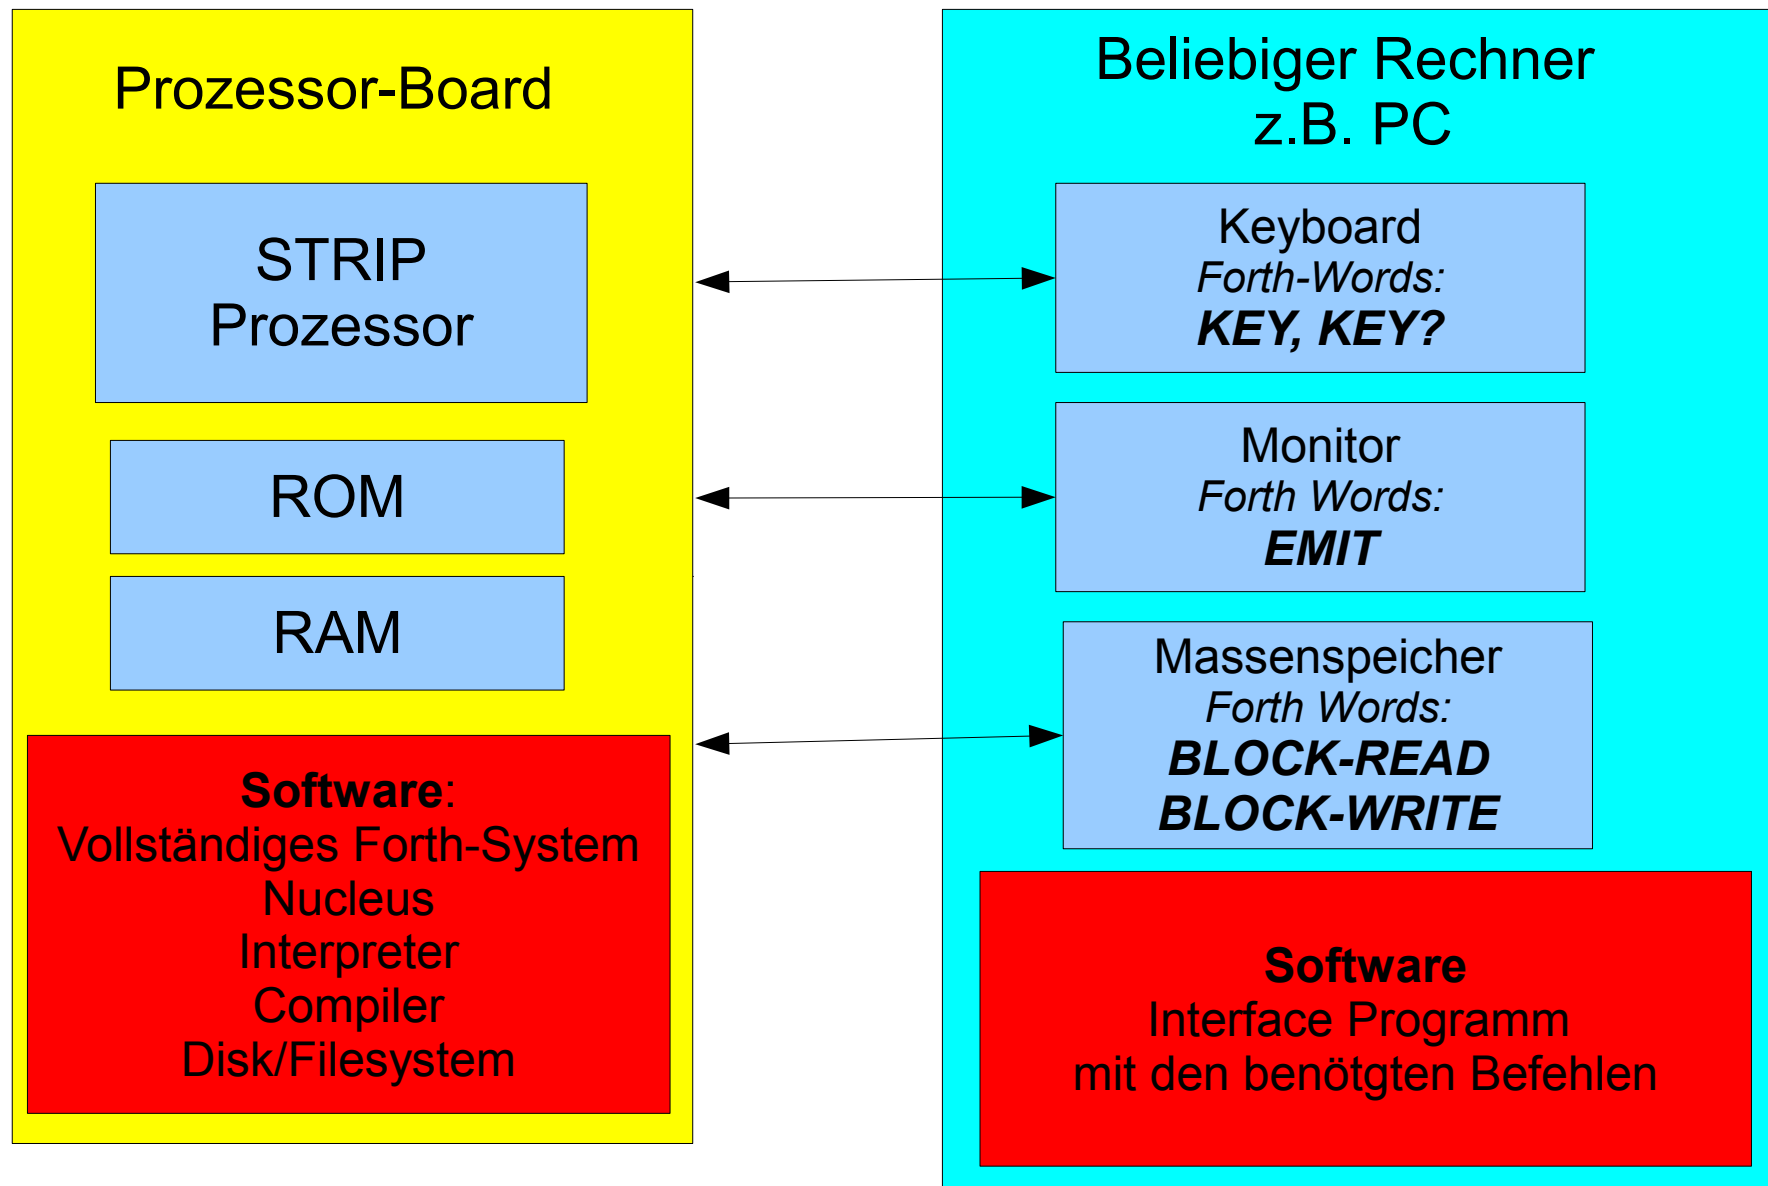 Prozessor-Board
STRIP
Prozessor
ROM
RAM
Software:
Vollständiges Forth-System
Nucleus
Interpreter
Compiler
Disk/Filesystem
Beliebiger Rechner
z.B. PC
Keyboard
Forth-Words:
KEY, KEY?
Monitor
Forth Words:
EMIT
Massenspeicher
Forth Words:
BLOCK-READ
BLOCK-WRITE
Software
Interface Programm
mit den benötgten Befehlen